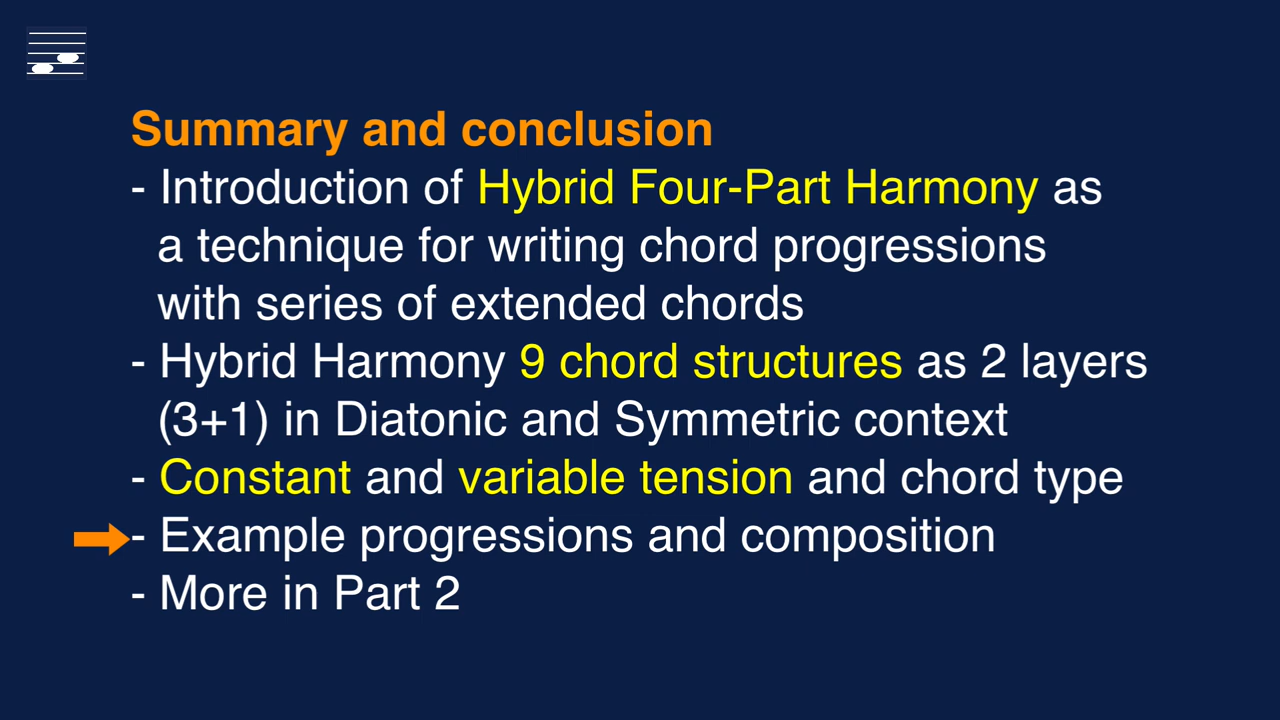 Summary and conclusion
- Introduction of Hybrid Four-Part Harmony as
a technique for writing chord progressions
with series of extended chords
- Hybrid Harmony 9 chord structures as 2 layers
(3+1) in Diatonic and Symmetric context
- Constant and variable tension and chord type
- Example progressions and composition
- More in Part 2